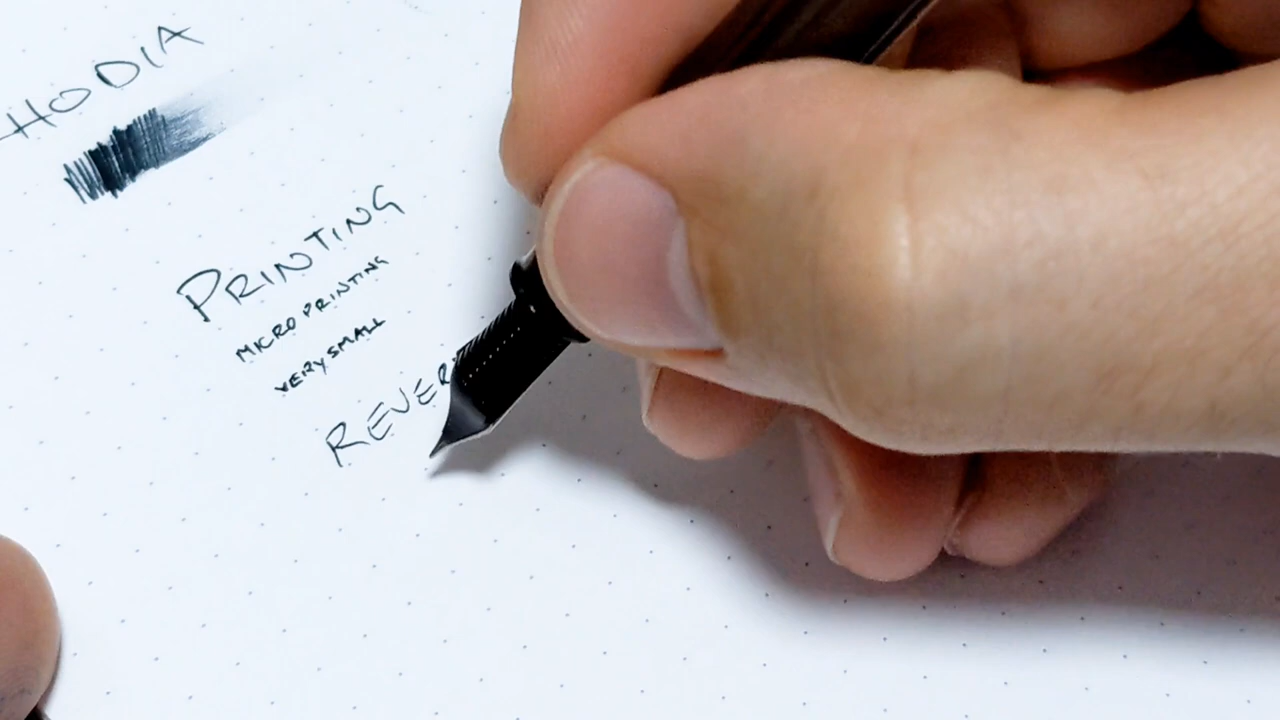 HODIA
PRINTING
MICRO PRINTING
VERY SMALL
REVER